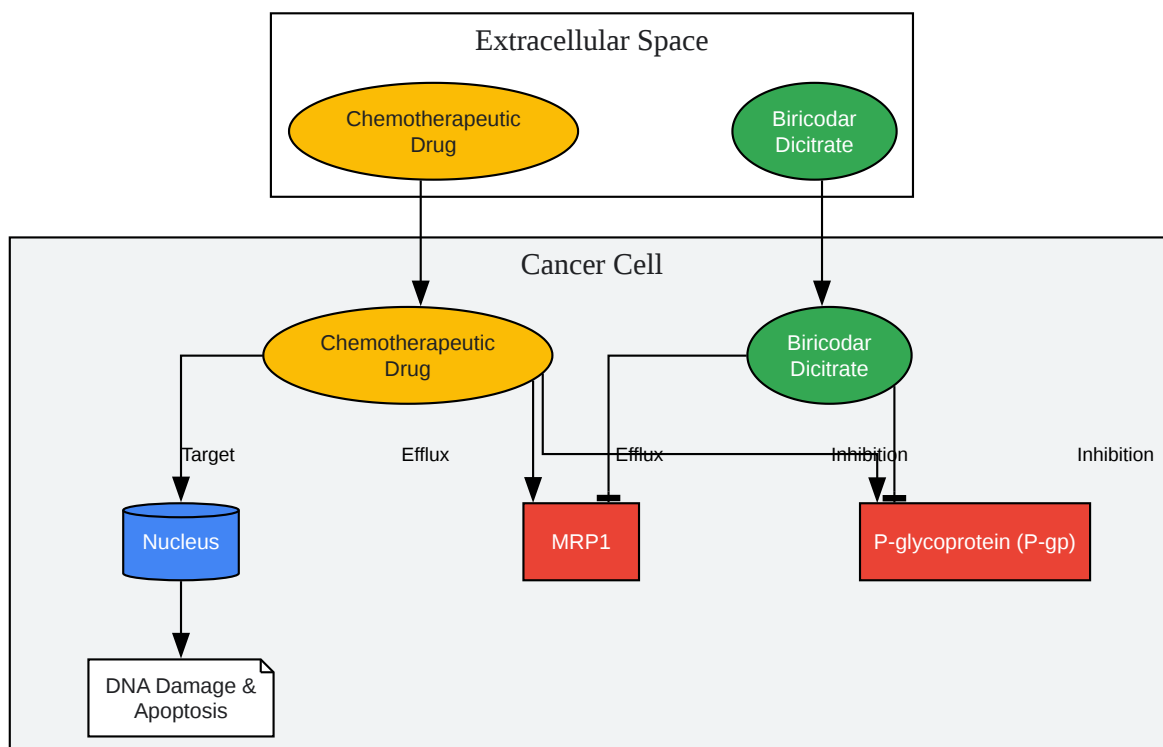 Extracellular Space
Chemotherapeutic
Drug
Biricodar
Dicitrate
Cancer Cell
Chemotherapeutic
Drug
Biricodar
Dicitrate
Target
Efflux
Efflux
Inhibition
Inhibition
Nucleus
MRP1
P-glycoprotein (P-gp)
DNA Damage &
Apoptosis